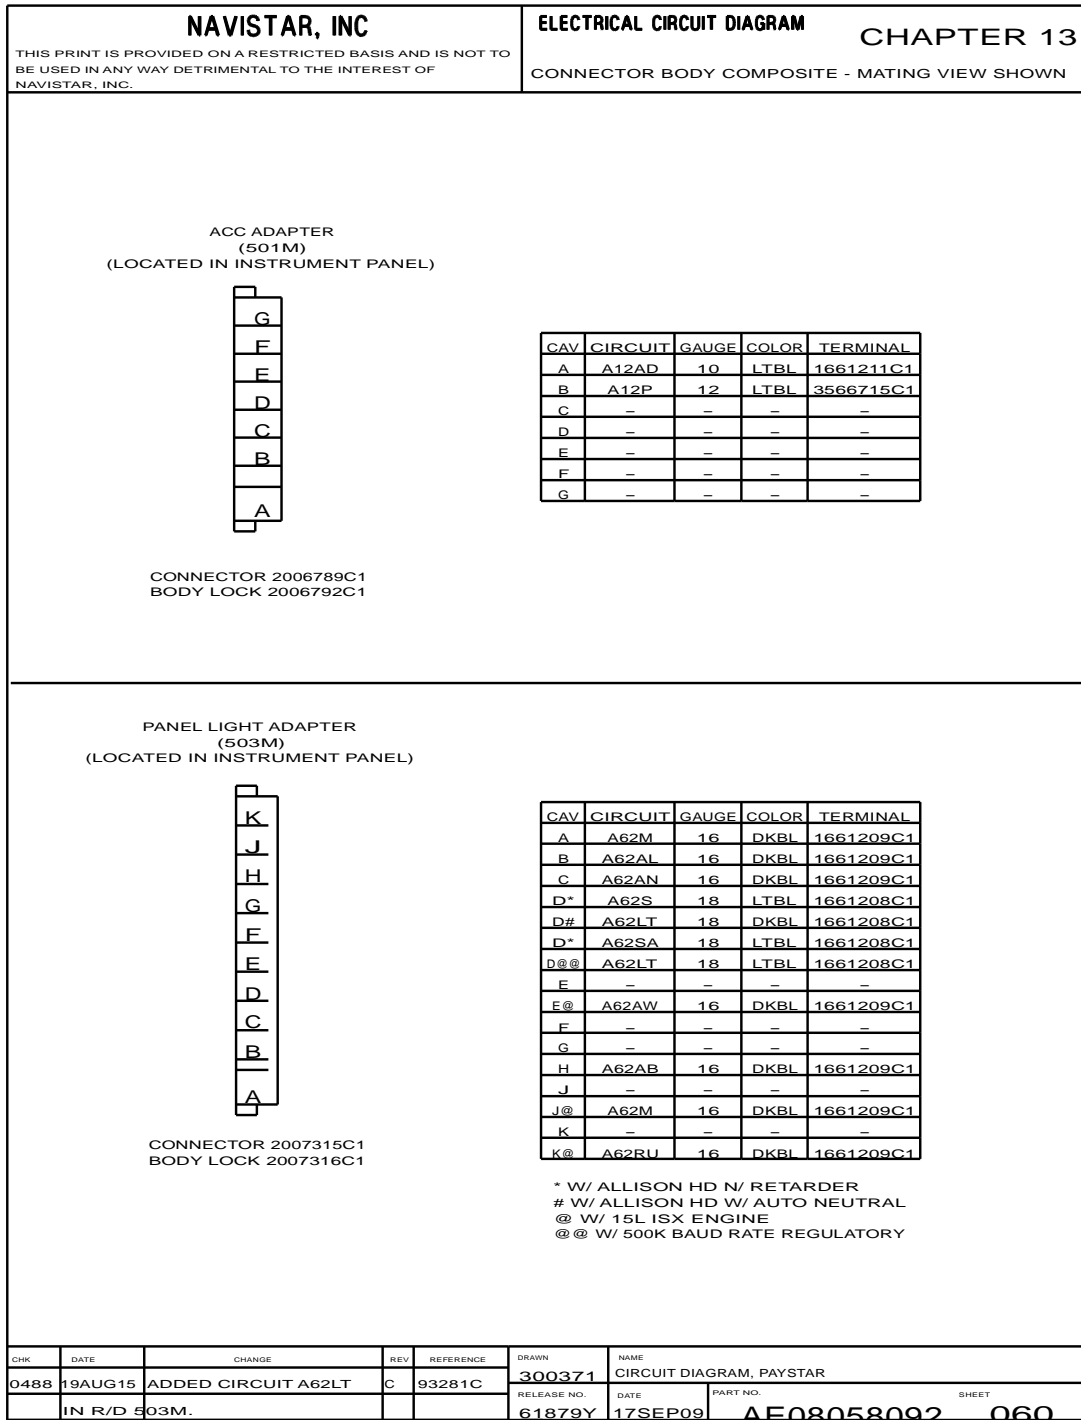 NAVISTAR, INC
THIS PRINT IS PROVIDED ON A RESTRICTED BASIS AND IS NOT TO
BE USED IN ANY WAY DETRIMENTAL TO THE INTEREST OF
NAVISTAR, INC.
ELECTRICAL CIRCUIT DIAGRAM
CHAPTER 13
CONNECTOR BODY COMPOSITE - MATING VIEW SHOWN
ACC ADAPTER
(501M)
(LOCATED IN INSTRUMENT PANEL)
G
F
E
D
C
B
A
CONNECTOR 2006789C1
BODY LOCK 2006792C1
CAV CIRCUIT GAUGE COLOR TERMINAL
A A12AD 10 LTBL 1661211C1
B A12P 12 LTBL 3566715C1
C – – – –
D – – – –
E – – – –
F – – – –
G – – – –
PANEL LIGHT ADAPTER
(503M)
(LOCATED IN INSTRUMENT PANEL)
K
J
H
G
F
E
D
C
B
A
CONNECTOR 2007315C1
BODY LOCK 2007316C1
CAV CIRCUIT GAUGE COLOR TERMINAL
A A62M 16 DKBL 1661209C1
B A62AL 16 DKBL 1661209C1
C A62AN 16 DKBL 1661209C1
D* A62S 18 LTBL 1661208C1
D# A62LT 18 DKBL 1661208C1
D* A62SA 18 LTBL 1661208C1
D@@ A62LT 18 LTBL 1661208C1
E – – – –
E@ A62AW 16 DKBL 1661209C1
F – – – –
G – – – –
H A62AB 16 DKBL 1661209C1
J – – – –
J@ A62M 16 DKBL 1661209C1
K – – – –
K@ A62RU 16 DKBL 1661209C1
* W/ ALLISON HD N/ RETARDER
# W/ ALLISON HD W/ AUTO NEUTRAL
@ W/ 15L ISX ENGINE
@@ W/ 500K BAUD RATE REGULATORY
CHK DATE CHANGE REV REFERENCE
0488 19AUG15 ADDED CIRCUIT A62LT C 93281C
IN R/D 503M.
DRAWN
300371
NAME
CIRCUIT DIAGRAM, PAYSTAR
RELEASE NO.
61879Y
DATE
17SEP09
PART NO.
AE08058092
SHEET
060